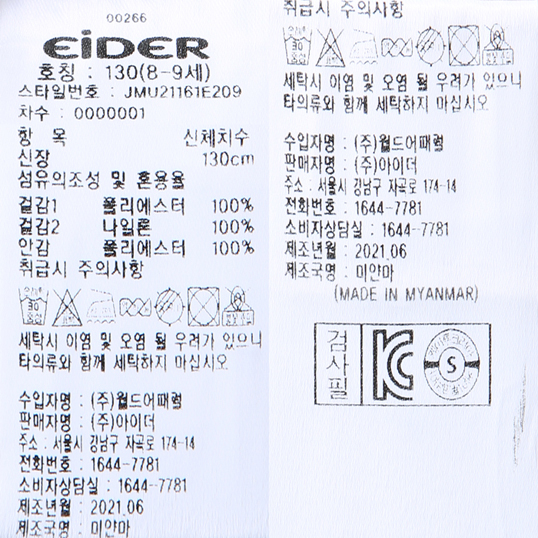 00266
EiDER
호칭 : 130(8-9세)
스타일번호 : JMU21161E209
차수 : 0000001
항 목 신체치수
신장 130cm
섬유의조성 및 혼용율
겉감1 폴리에스터 100%
겉감2 나일론 100%
안감 폴리에스터 100%
취급시 주의사항
세탁시 이염 및 오염 될 우려가 있으니
타의류와 함께 세탁하지 마십시오
수입자명 : (주)월드어패럴
판매자명 : (주)아이더
주소 : 서울시 강남구 자곡로 174-14
전화번호 : 1644-7781
소비자상담실 : 1644-7781
제조년월 : 2021.06
제조국명 : 미얀마
취급시 주의사항
세탁시 이염 및 오염 될 우려가 있으니
타의류와 함께 세탁하지 마십시오
수입자명 : (주)월드어패럴
판매자명 : (주)아이더
주소 : 서울시 강남구 자곡로 174-14
전화번호 : 1644-7781
소비자상담실 : 1644-7781
제조년월 : 2021.06
제조국명 : 미얀마
(MADE IN MYANMAR)
검사필
KC
S